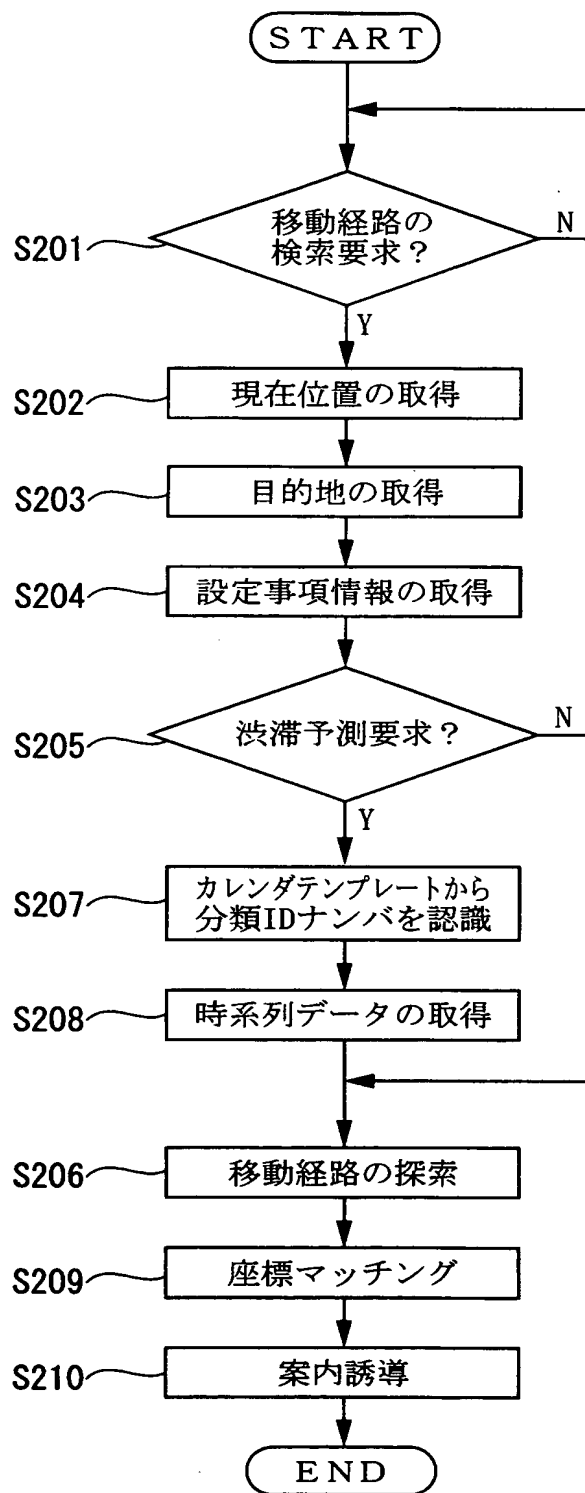 START
移動経路の
検索要求？
S201
N
Y
S202
現在位置の取得
S203
目的地の取得
S204
設定事項情報の取得
S205
渋滞予測要求？
N
Y
S207
カレンダテンプレートから
分類IDナンバを認識
S208
時系列データの取得
S206
移動経路の探索
S209
座標マッチング
S210
案内誘導
END